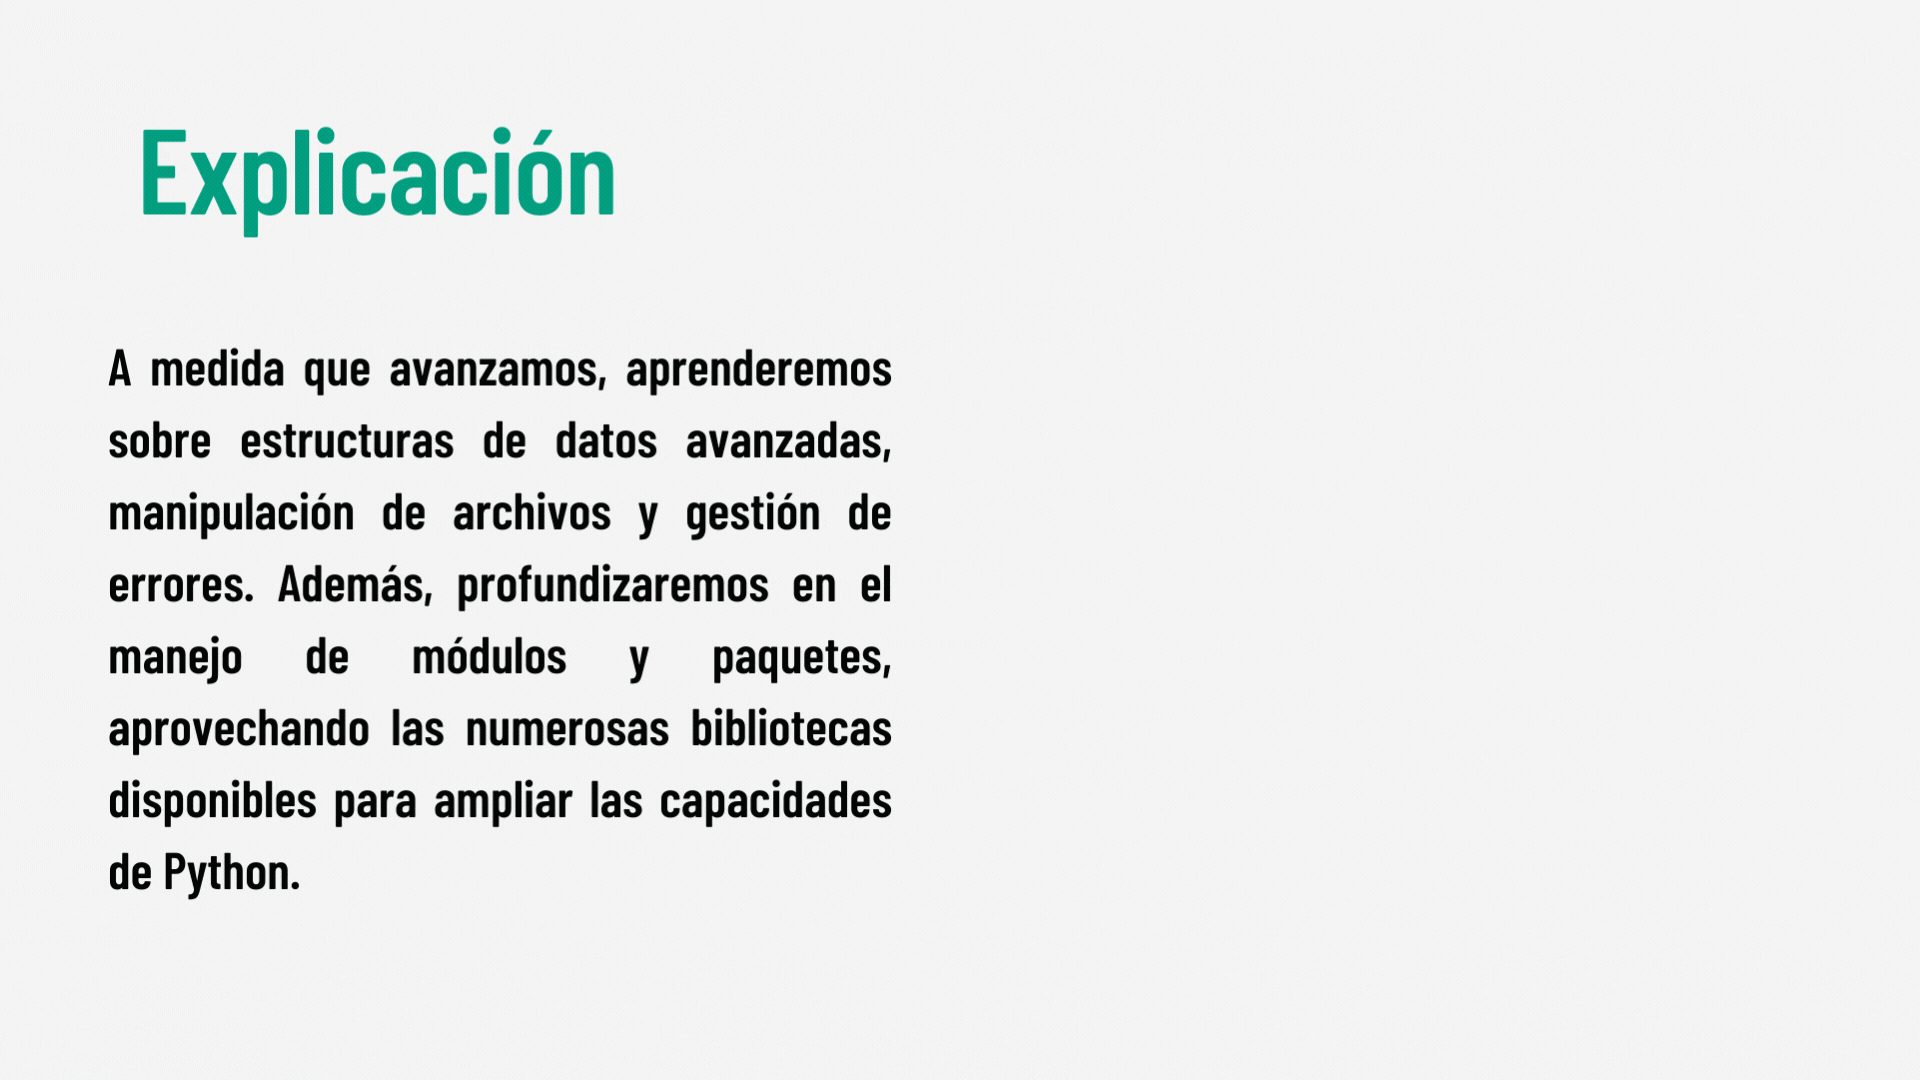 Explicación
A medida que avanzamos, aprenderemos
sobre estructuras de datos avanzadas,
manipulación de archivos y gestión de
errores. Además, profundizaremos en el
manejo de módulos y paquetes,
aprovechando las numerosas bibliotecas
disponibles para ampliar las capacidades
de Python.